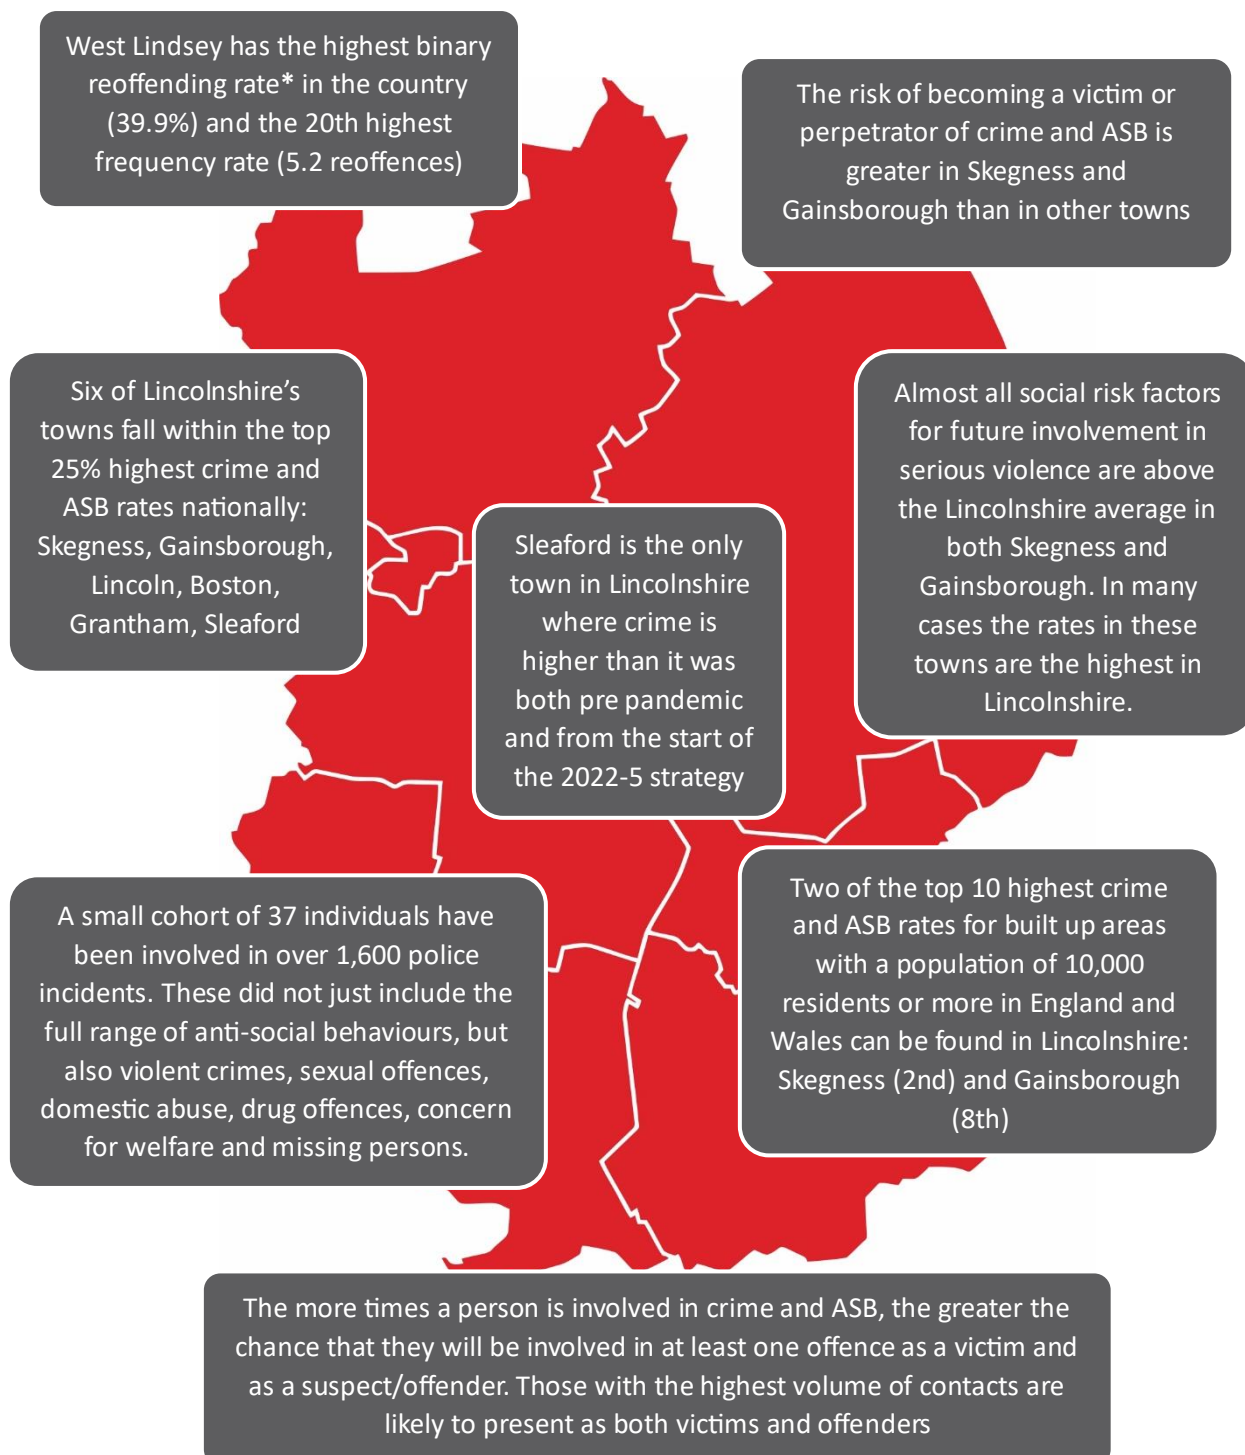 West Lindsey has the highest binary
reoffending rate* in the country
(39.9%) and the 20th highest
frequency rate (5.2 reoffences)
The risk of becoming a victim or
perpetrator of crime and ASB is
greater in Skegness and
Gainsborough than in other towns
Six of Lincolnshire’s
towns fall within the top
25% highest crime and
ASB rates nationally:
Skegness, Gainsborough,
Lincoln, Boston,
Grantham, Sleaford
Almost all social risk factors
for future involvement in
serious violence are above
the Lincolnshire average in
both Skegness and
Gainsborough. In many
cases the rates in these
towns are the highest in
Lincolnshire.
Sleaford is the only
town in Lincolnshire
where crime is
higher than it was
both pre pandemic
and from the start of
the 2022-5 strategy
A small cohort of 37 individuals have
been involved in over 1,600 police
incidents. These did not just include the
full range of anti-social behaviours, but
also violent crimes, sexual offences,
domestic abuse, drug offences, concern
for welfare and missing persons.
Two of the top 10 highest crime
and ASB rates for built up areas
with a population of 10,000
residents or more in England and
Wales can be found in Lincolnshire:
Skegness (2nd) and Gainsborough
(8th)
The more times a person is involved in crime and ASB, the greater the
chance that they will be involved in at least one offence as a victim and
as a suspect/offender. Those with the highest volume of contacts are
likely to present as both victims and offenders